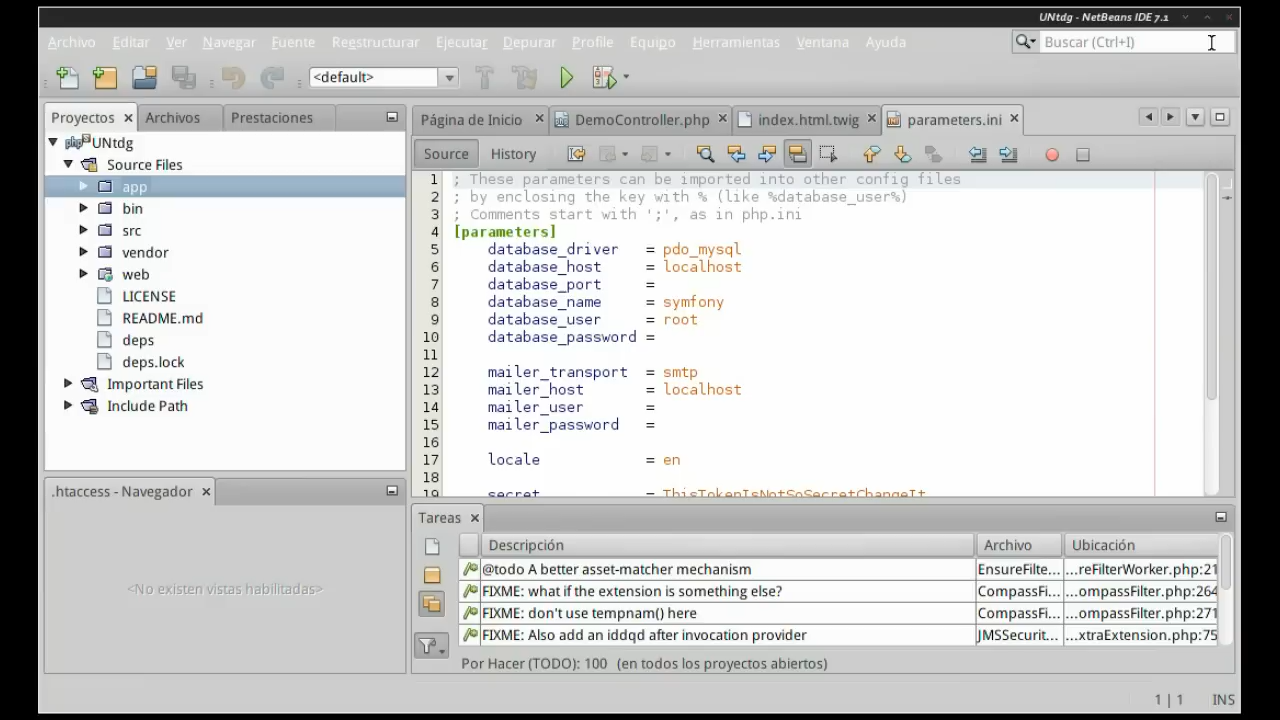 UNtdg - NetBeans IDE 7.1
Archivo Editar Ver Navegar Fuente Refactorizar Ejecutar Depurar Profile Equipo Herramientas Ventana Ayuda
Buscar (Ctrl+I)
<default>
Proyectos Archivos Prestaciones
UNtdg
Source Files
app
bin
src
vendor
web
LICENSE
README.md
deps
deps.lock
Important Files
Include Path
.htaccess - Navegador
<No existen vistas habilitadas>
Página de Inicio DemoController.php index.html.twig parameters.ini
Source History
1 ; These parameters can be imported into other config files
2 ; by enclosing the key with % (like %database_user%)
3 ; Comments start with ';', as in php.ini
4 [parameters]
5 database_driver = pdo_mysql
6 database_host = localhost
7 database_port =
8 database_name = symfony
9 database_user = root
10 database_password =
11
12 mailer_transport = smtp
13 mailer_host = localhost
14 mailer_user =
15 mailer_password =
16
17 locale = en
18
19 secret = ThisTokenIsNotSoSecretChangeIt
Tareas
Descripción Archivo Ubicación
@todo A better asset-matcher mechanism EnsureFilte... ...reFilterWorker.php:21
FIXME: what if the extension is something else? CompassFi... ...ompassFilter.php:264
FIXME: don't use tempnam() here CompassFi... ...ompassFilter.php:271
FIXME: Also add an iddqd after invocation provider JMSSecurit... ...xtraExtension.php:75
Por Hacer (TODO): 100 (en todos los proyectos abiertos)
1 | 1 INS